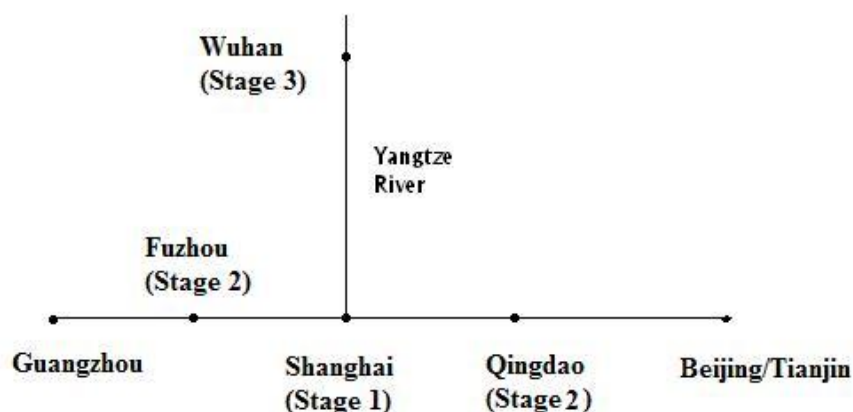 Wuhan
(Stage 3)
Yangtze
River
Fuzhou
(Stage 2)
Guangzhou
Shanghai
(Stage 1)
Qingdao
(Stage 2)
Beijing/Tianjin